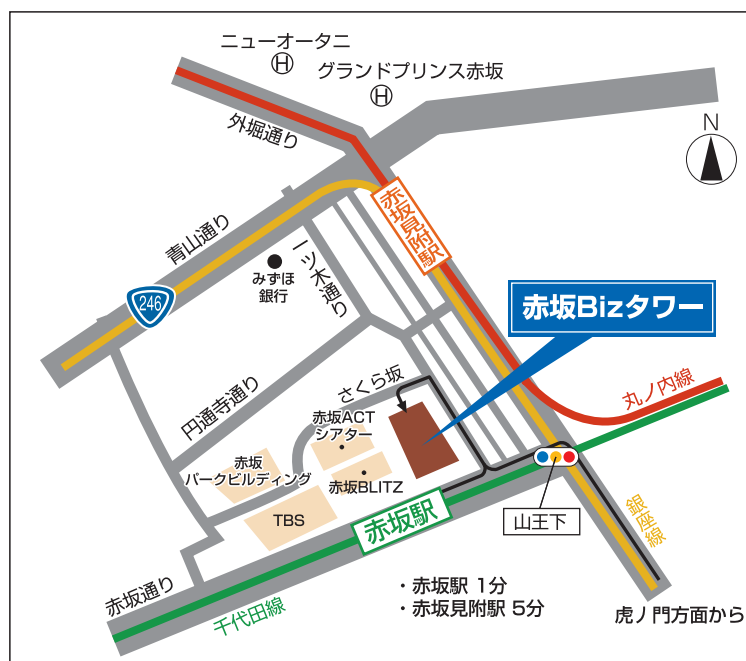 ニューオータニ
H
グランドプリンス赤坂
H
外堀通り
N
赤坂見附駅
青山通り
246
みずほ
銀行
一ツ木通り
赤坂Bizタワー
円通寺通り
さくら坂
丸ノ内線
赤坂ACT
シアター
赤坂
パークビルディング
赤坂BLITZ
TBS
赤坂駅
山王下
銀座線
赤坂通り
千代田線
・赤坂駅 1分
・赤坂見附駅 5分
虎ノ門方面から